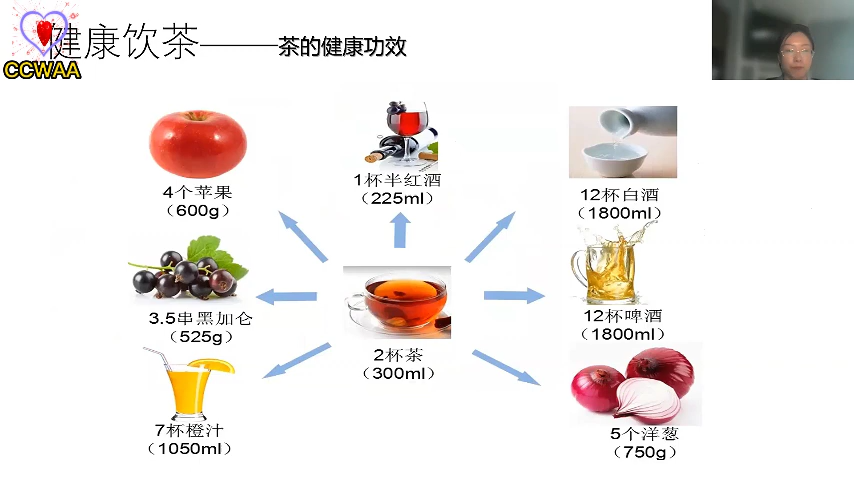 健康饮茶———茶的健康功效
CCWAA
4个苹果
（600g）
1杯半红酒
（225ml）
12杯白酒
（1800ml）
3.5串黑加仑
（525g）
2杯茶
（300ml）
12杯啤酒
（1800ml）
7杯橙汁
（1050ml）
5个洋葱
（750g）